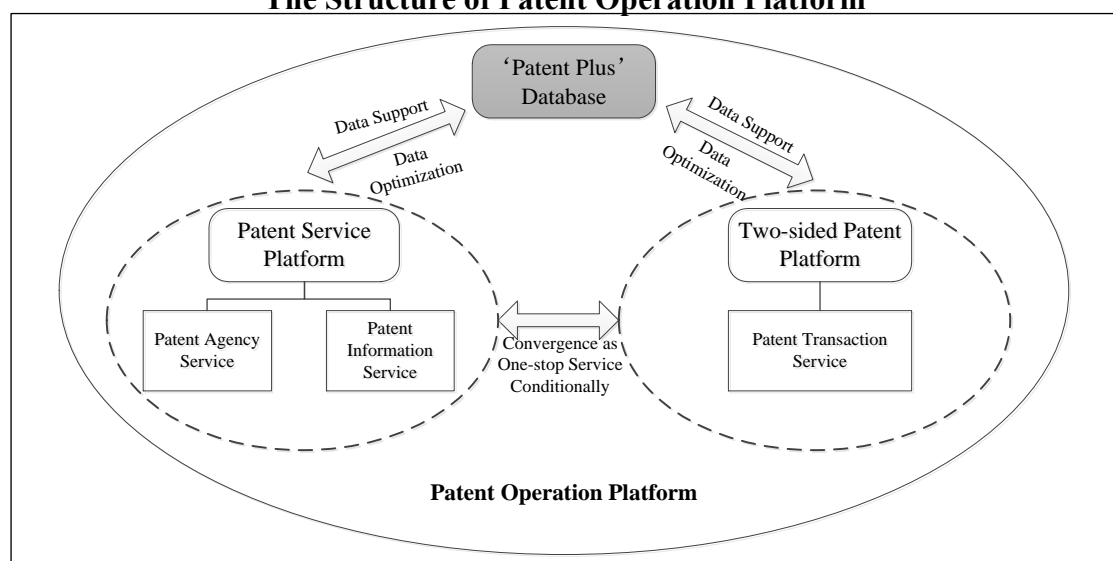 The Structure of Patent Operation Platform
‘Patent Plus’
Database
Data Support
Data
Optimization
Data Support
Data
Optimization
Patent Service
Platform
Two-sided Patent
Platform
Patent Agency
Service
Patent
Information
Service
Convergence as
One-stop Service
Conditionally
Patent Transaction
Service
Patent Operation Platform